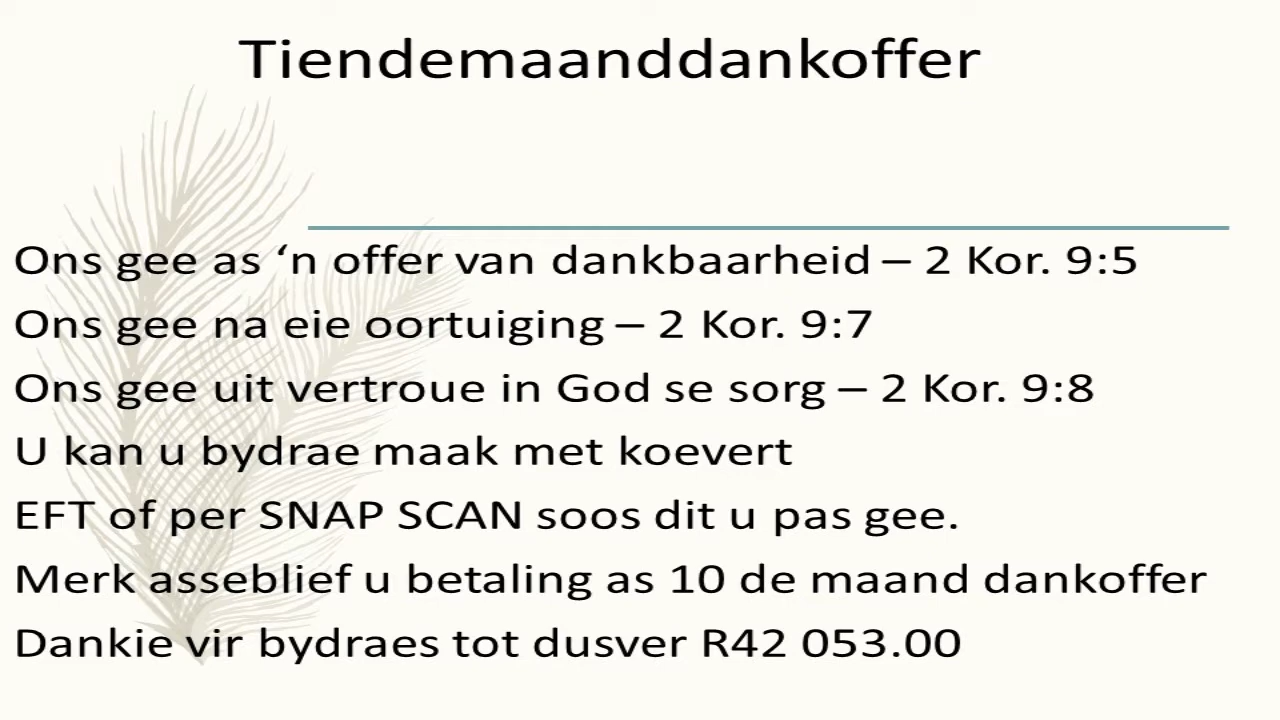 Tiendemaanddankoffer
Ons gee as ‘n offer van dankbaarheid – 2 Kor. 9:5
Ons gee na eie oortuiging – 2 Kor. 9:7
Ons gee uit vertroue in God se sorg – 2 Kor. 9:8
U kan u bydrae maak met koevert
EFT of per SNAP SCAN soos dit u pas gee.
Merk asseblief u betaling as 10 de maand dankoffer
Dankie vir bydraes tot dusver R42 053.00